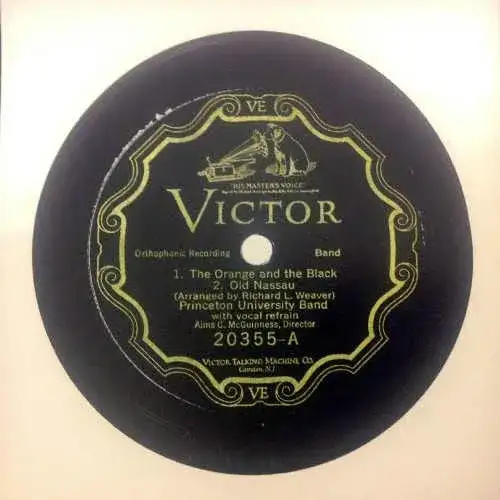 VE
"HIS MASTER'S VOICE"
VICTOR
Orthophonic Recording Band
1. The Orange and the Black
2. Old Nassau
(Arranged by Richard L. Weaver)
Princeton University Band
with vocal refrain
Aims C. McGuinness, Director
20355-A
VICTOR TALKING MACHINE CO.
Camden, N.J.
VE